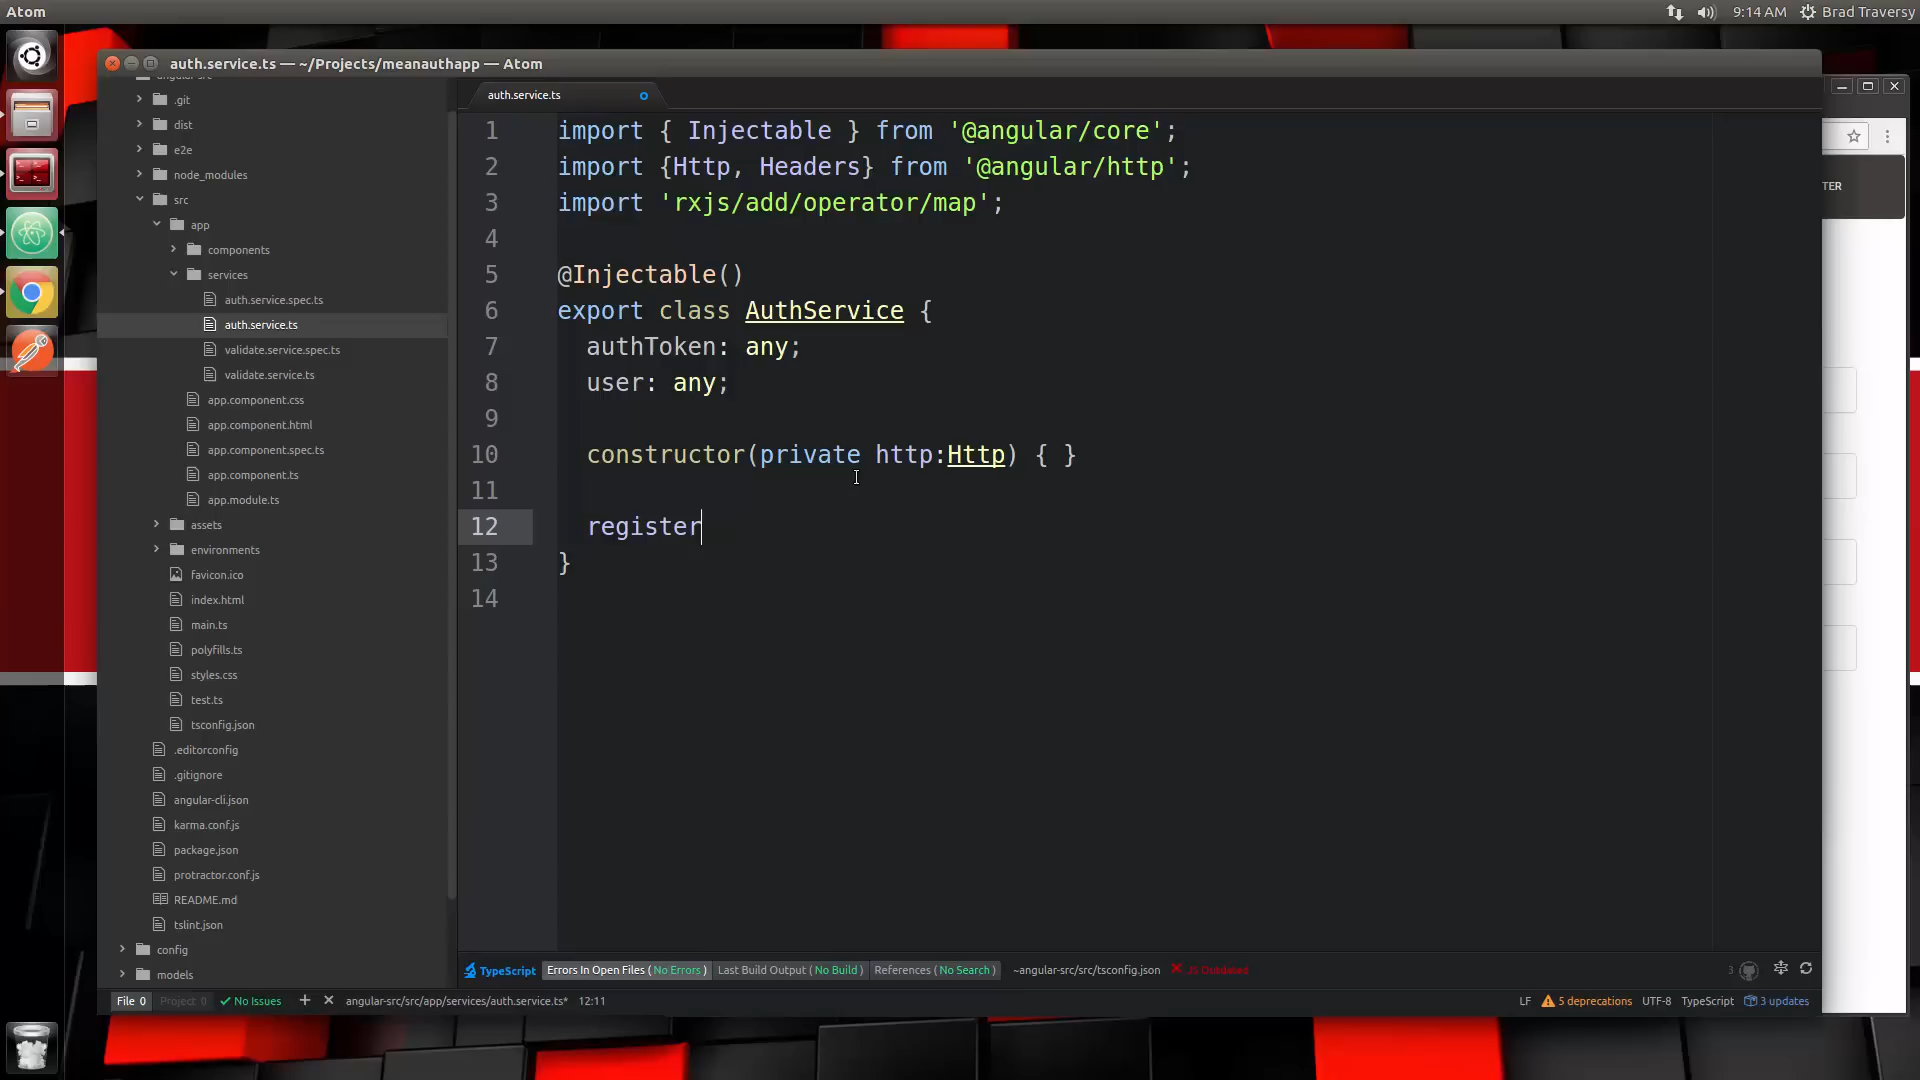 Atom
9:14 AM
Brad Traversy
auth.service.ts — ~/Projects/meanauthapp — Atom
.git
dist
e2e
node_modules
src
app
components
services
auth.service.spec.ts
auth.service.ts
validate.service.spec.ts
validate.service.ts
app.component.css
app.component.html
app.component.spec.ts
app.component.ts
app.module.ts
assets
environments
favicon.ico
index.html
main.ts
polyfills.ts
styles.css
test.ts
tsconfig.json
.editorconfig
.gitignore
angular-cli.json
karma.conf.js
package.json
protractor.conf.js
README.md
tslint.json
config
models
auth.service.ts
1 import { Injectable } from '@angular/core';
2 import {Http, Headers} from '@angular/http';
3 import 'rxjs/add/operator/map';
4
5 @Injectable()
6 export class AuthService {
7 authToken: any;
8 user: any;
9
10 constructor(private http:Http) { }
11
12 register
13 }
14
TER
TypeScript Errors In Open Files ( No Errors ) Last Build Output ( No Build ) References ( No Search ) ~angular-src/src/tsconfig.json JS Outdated 3
File 0 Project 0 No Issues + × angular-src/src/app/services/auth.service.ts* 12:11 LF 5 deprecations UTF-8 TypeScript 3 updates